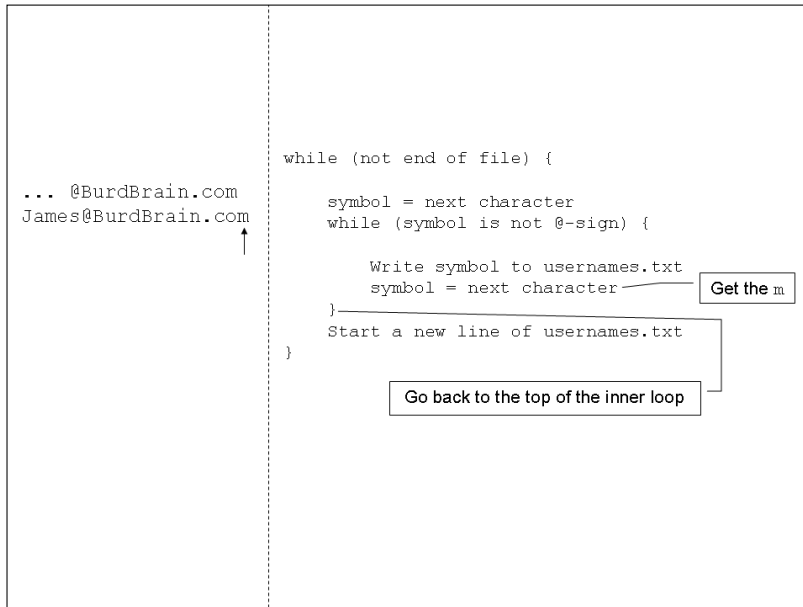 ... @BurdBrain.com
James@BurdBrain.com
while (not end of file) {
symbol = next character
while (symbol is not @-sign) {
Write symbol to usernames.txt
symbol = next character
Get the m
}
Start a new line of usernames.txt
}
Go back to the top of the inner loop